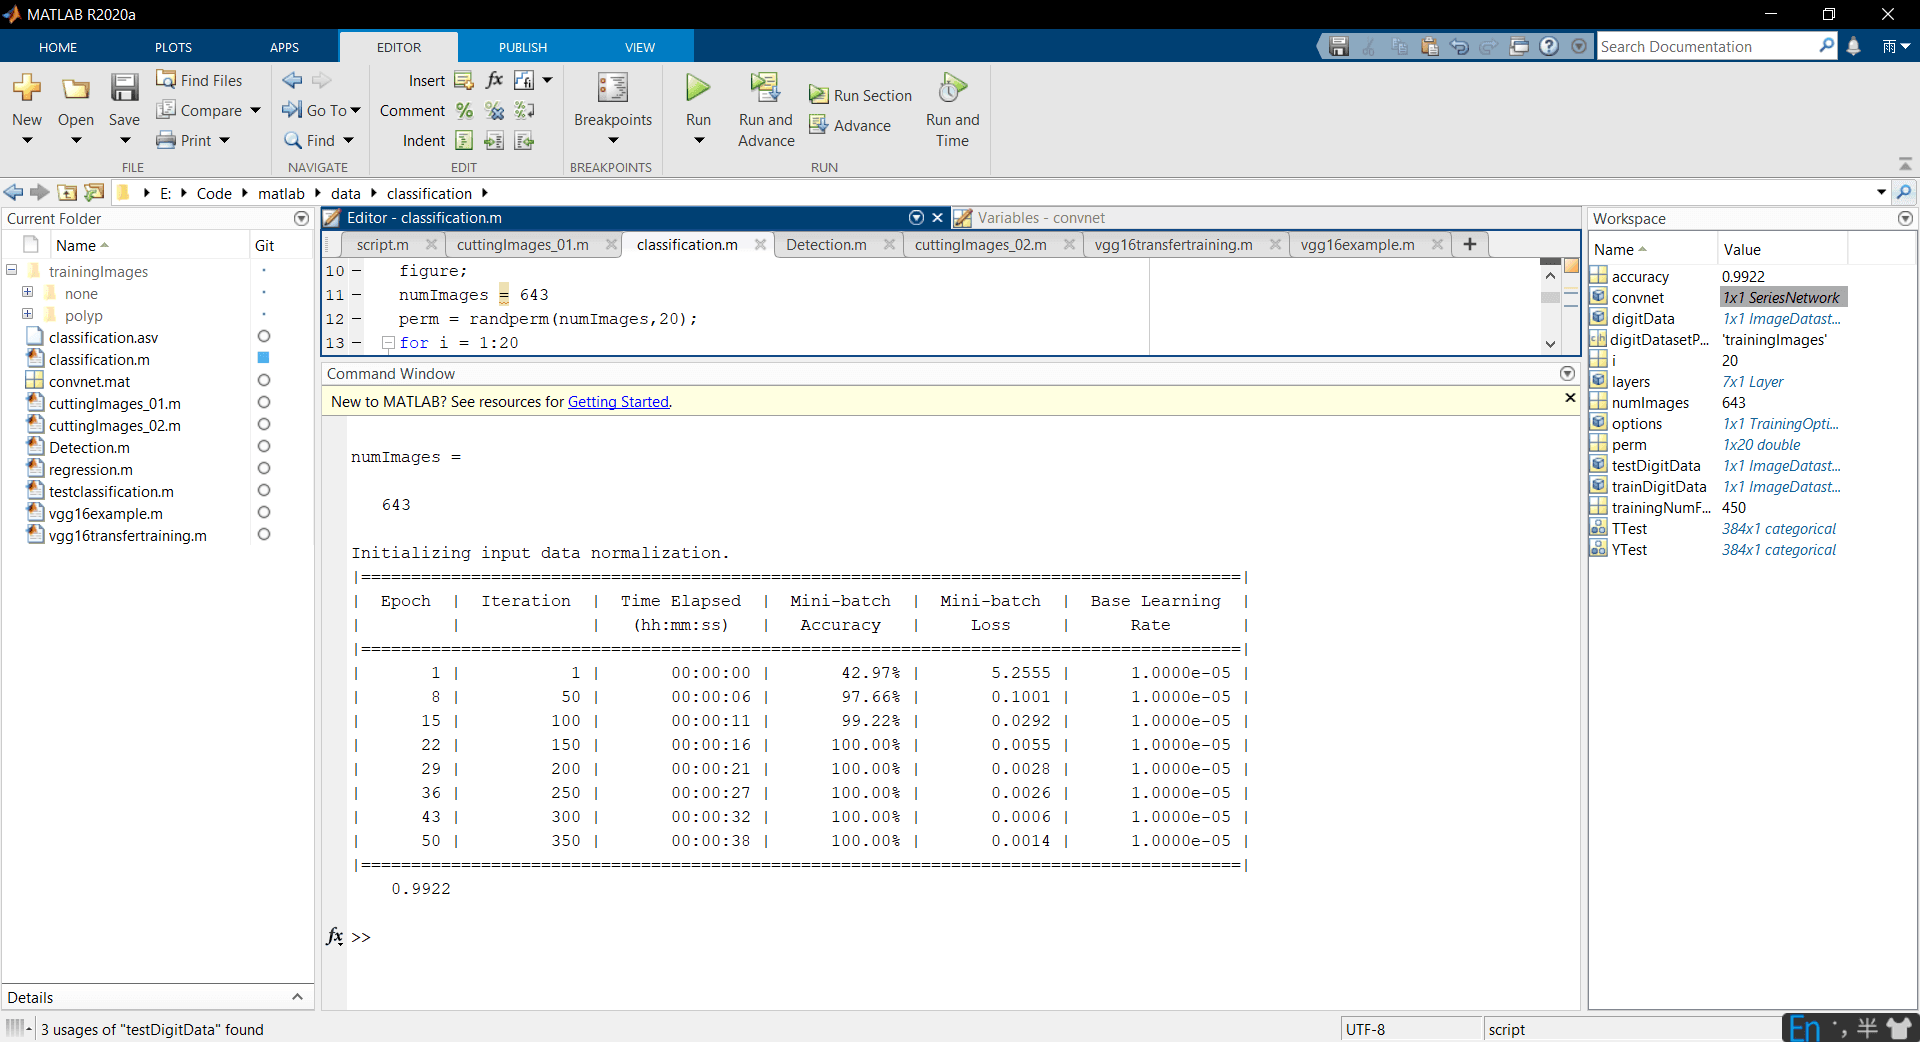 MATLAB R2020a
HOME PLOTS APPS EDITOR PUBLISH VIEW
Search Documentation
雨
New
Open
Save
Find Files
Compare
Print
FILE
Go To
Find
NAVIGATE
Insert
fx
Comment
Indent
EDIT
Breakpoints
BREAKPOINTS
Run
Run and
Advance
Run Section
Advance
Run and
Time
RUN
E: Code matlab data classification
Current Folder
Name Git
trainingImages
none
polyp
classification.asv
classification.m
convnet.mat
cuttingImages_01.m
cuttingImages_02.m
Detection.m
regression.m
testclassification.m
vgg16example.m
vgg16transfertraining.m
Details
Editor - classification.m
Variables - convnet
script.m cuttingImages_01.m classification.m Detection.m cuttingImages_02.m vgg16transfertraining.m vgg16example.m
10 – figure;
11 – numImages = 643
12 – perm = randperm(numImages,20);
13 – for i = 1:20
Command Window
New to MATLAB? See resources for Getting Started.
numImages =
643
Initializing input data normalization.
|========================================================================================|
| Epoch | Iteration | Time Elapsed | Mini-batch | Mini-batch | Base Learning |
| | | (hh:mm:ss) | Accuracy | Loss | Rate |
|========================================================================================|
| 1 | 1 | 00:00:00 | 42.97% | 5.2555 | 1.0000e-05 |
| 8 | 50 | 00:00:06 | 97.66% | 0.1001 | 1.0000e-05 |
| 15 | 100 | 00:00:11 | 99.22% | 0.0292 | 1.0000e-05 |
| 22 | 150 | 00:00:16 | 100.00% | 0.0055 | 1.0000e-05 |
| 29 | 200 | 00:00:21 | 100.00% | 0.0028 | 1.0000e-05 |
| 36 | 250 | 00:00:27 | 100.00% | 0.0026 | 1.0000e-05 |
| 43 | 300 | 00:00:32 | 100.00% | 0.0006 | 1.0000e-05 |
| 50 | 350 | 00:00:38 | 100.00% | 0.0014 | 1.0000e-05 |
|========================================================================================|
0.9922
fx >>
Workspace
Name Value
accuracy 0.9922
convnet 1x1 SeriesNetwork
digitData 1x1 ImageDatast...
digitDatasetP... 'trainingImages'
i 20
layers 7x1 Layer
numImages 643
options 1x1 TrainingOpti...
perm 1x20 double
testDigitData 1x1 ImageDatast...
trainDigitData 1x1 ImageDatast...
trainingNumF... 450
TTest 384x1 categorical
YTest 384x1 categorical
3 usages of "testDigitData" found
UTF-8
script
En 半